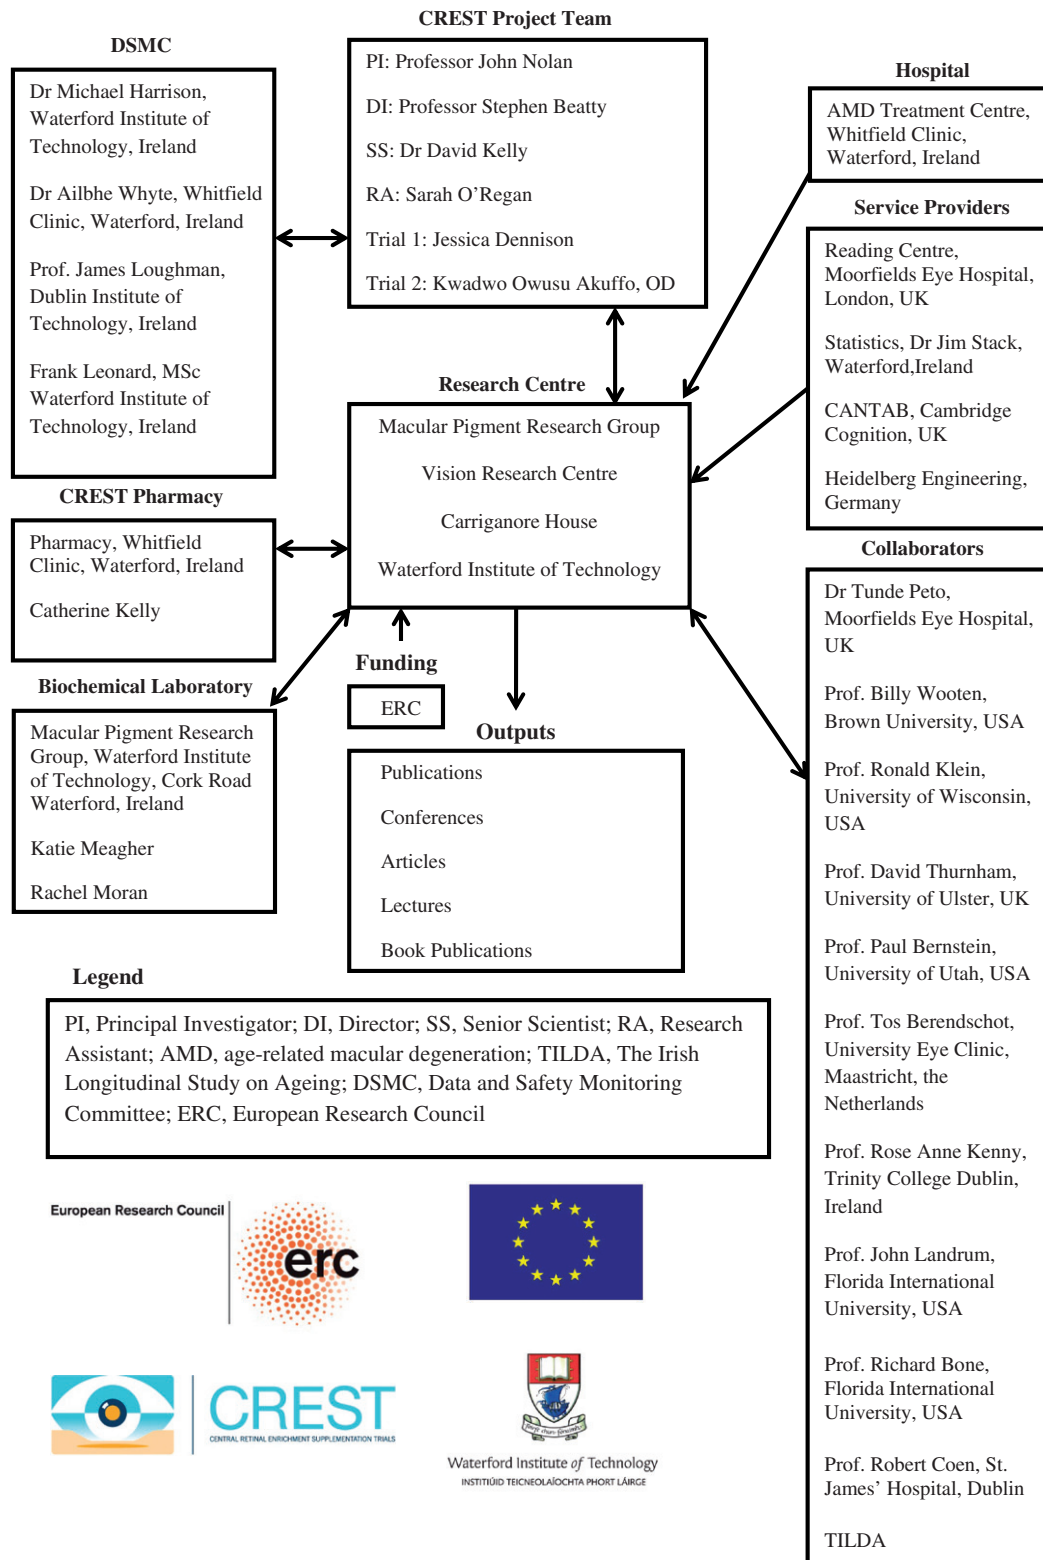 CREST Project Team
PI: Professor John Nolan
DI: Professor Stephen Beatty
SS: Dr David Kelly
RA: Sarah O’Regan
Trial 1: Jessica Dennison
Trial 2: Kwadwo Owusu Akuffo, OD
DSMC
Dr Michael Harrison,
Waterford Institute of
Technology, Ireland
Dr Ailbhe Whyte, Whitfield
Clinic, Waterford, Ireland
Prof. James Loughman,
Dublin Institute of
Technology, Ireland
Frank Leonard, MSc
Waterford Institute of
Technology, Ireland
Hospital
AMD Treatment Centre,
Whitfield Clinic,
Waterford, Ireland
Service Providers
Reading Centre,
Moorfields Eye Hospital,
London, UK
Statistics, Dr Jim Stack,
Waterford,Ireland
CANTAB, Cambridge
Cognition, UK
Heidelberg Engineering,
Germany
Research Centre
Macular Pigment Research Group
Vision Research Centre
Carriganore House
Waterford Institute of Technology
CREST Pharmacy
Pharmacy, Whitfield
Clinic, Waterford, Ireland
Catherine Kelly
Biochemical Laboratory
Macular Pigment Research
Group, Waterford Institute
of Technology, Cork Road
Waterford, Ireland
Katie Meagher
Rachel Moran
Funding
ERC
Outputs
Publications
Conferences
Articles
Lectures
Book Publications
Collaborators
Dr Tunde Peto,
Moorfields Eye Hospital,
UK
Prof. Billy Wooten,
Brown University, USA
Prof. Ronald Klein,
University of Wisconsin,
USA
Prof. David Thurnham,
University of Ulster, UK
Prof. Paul Bernstein,
University of Utah, USA
Prof. Tos Berendschot,
University Eye Clinic,
Maastricht, the
Netherlands
Prof. Rose Anne Kenny,
Trinity College Dublin,
Ireland
Prof. John Landrum,
Florida International
University, USA
Prof. Richard Bone,
Florida International
University, USA
Prof. Robert Coen, St.
James’ Hospital, Dublin
TILDA
Legend
PI, Principal Investigator; DI, Director; SS, Senior Scientist; RA, Research
Assistant; AMD, age-related macular degeneration; TILDA, The Irish
Longitudinal Study on Ageing; DSMC, Data and Safety Monitoring
Committee; ERC, European Research Council
European Research Council
erc
CREST
CENTRAL RETINAL ENRICHMENT SUPPLEMENTATION TRIALS
Waterford Institute of Technology
INSTITIÚID TEICNEOLAÍOCHTA PHORT LÁIRGE